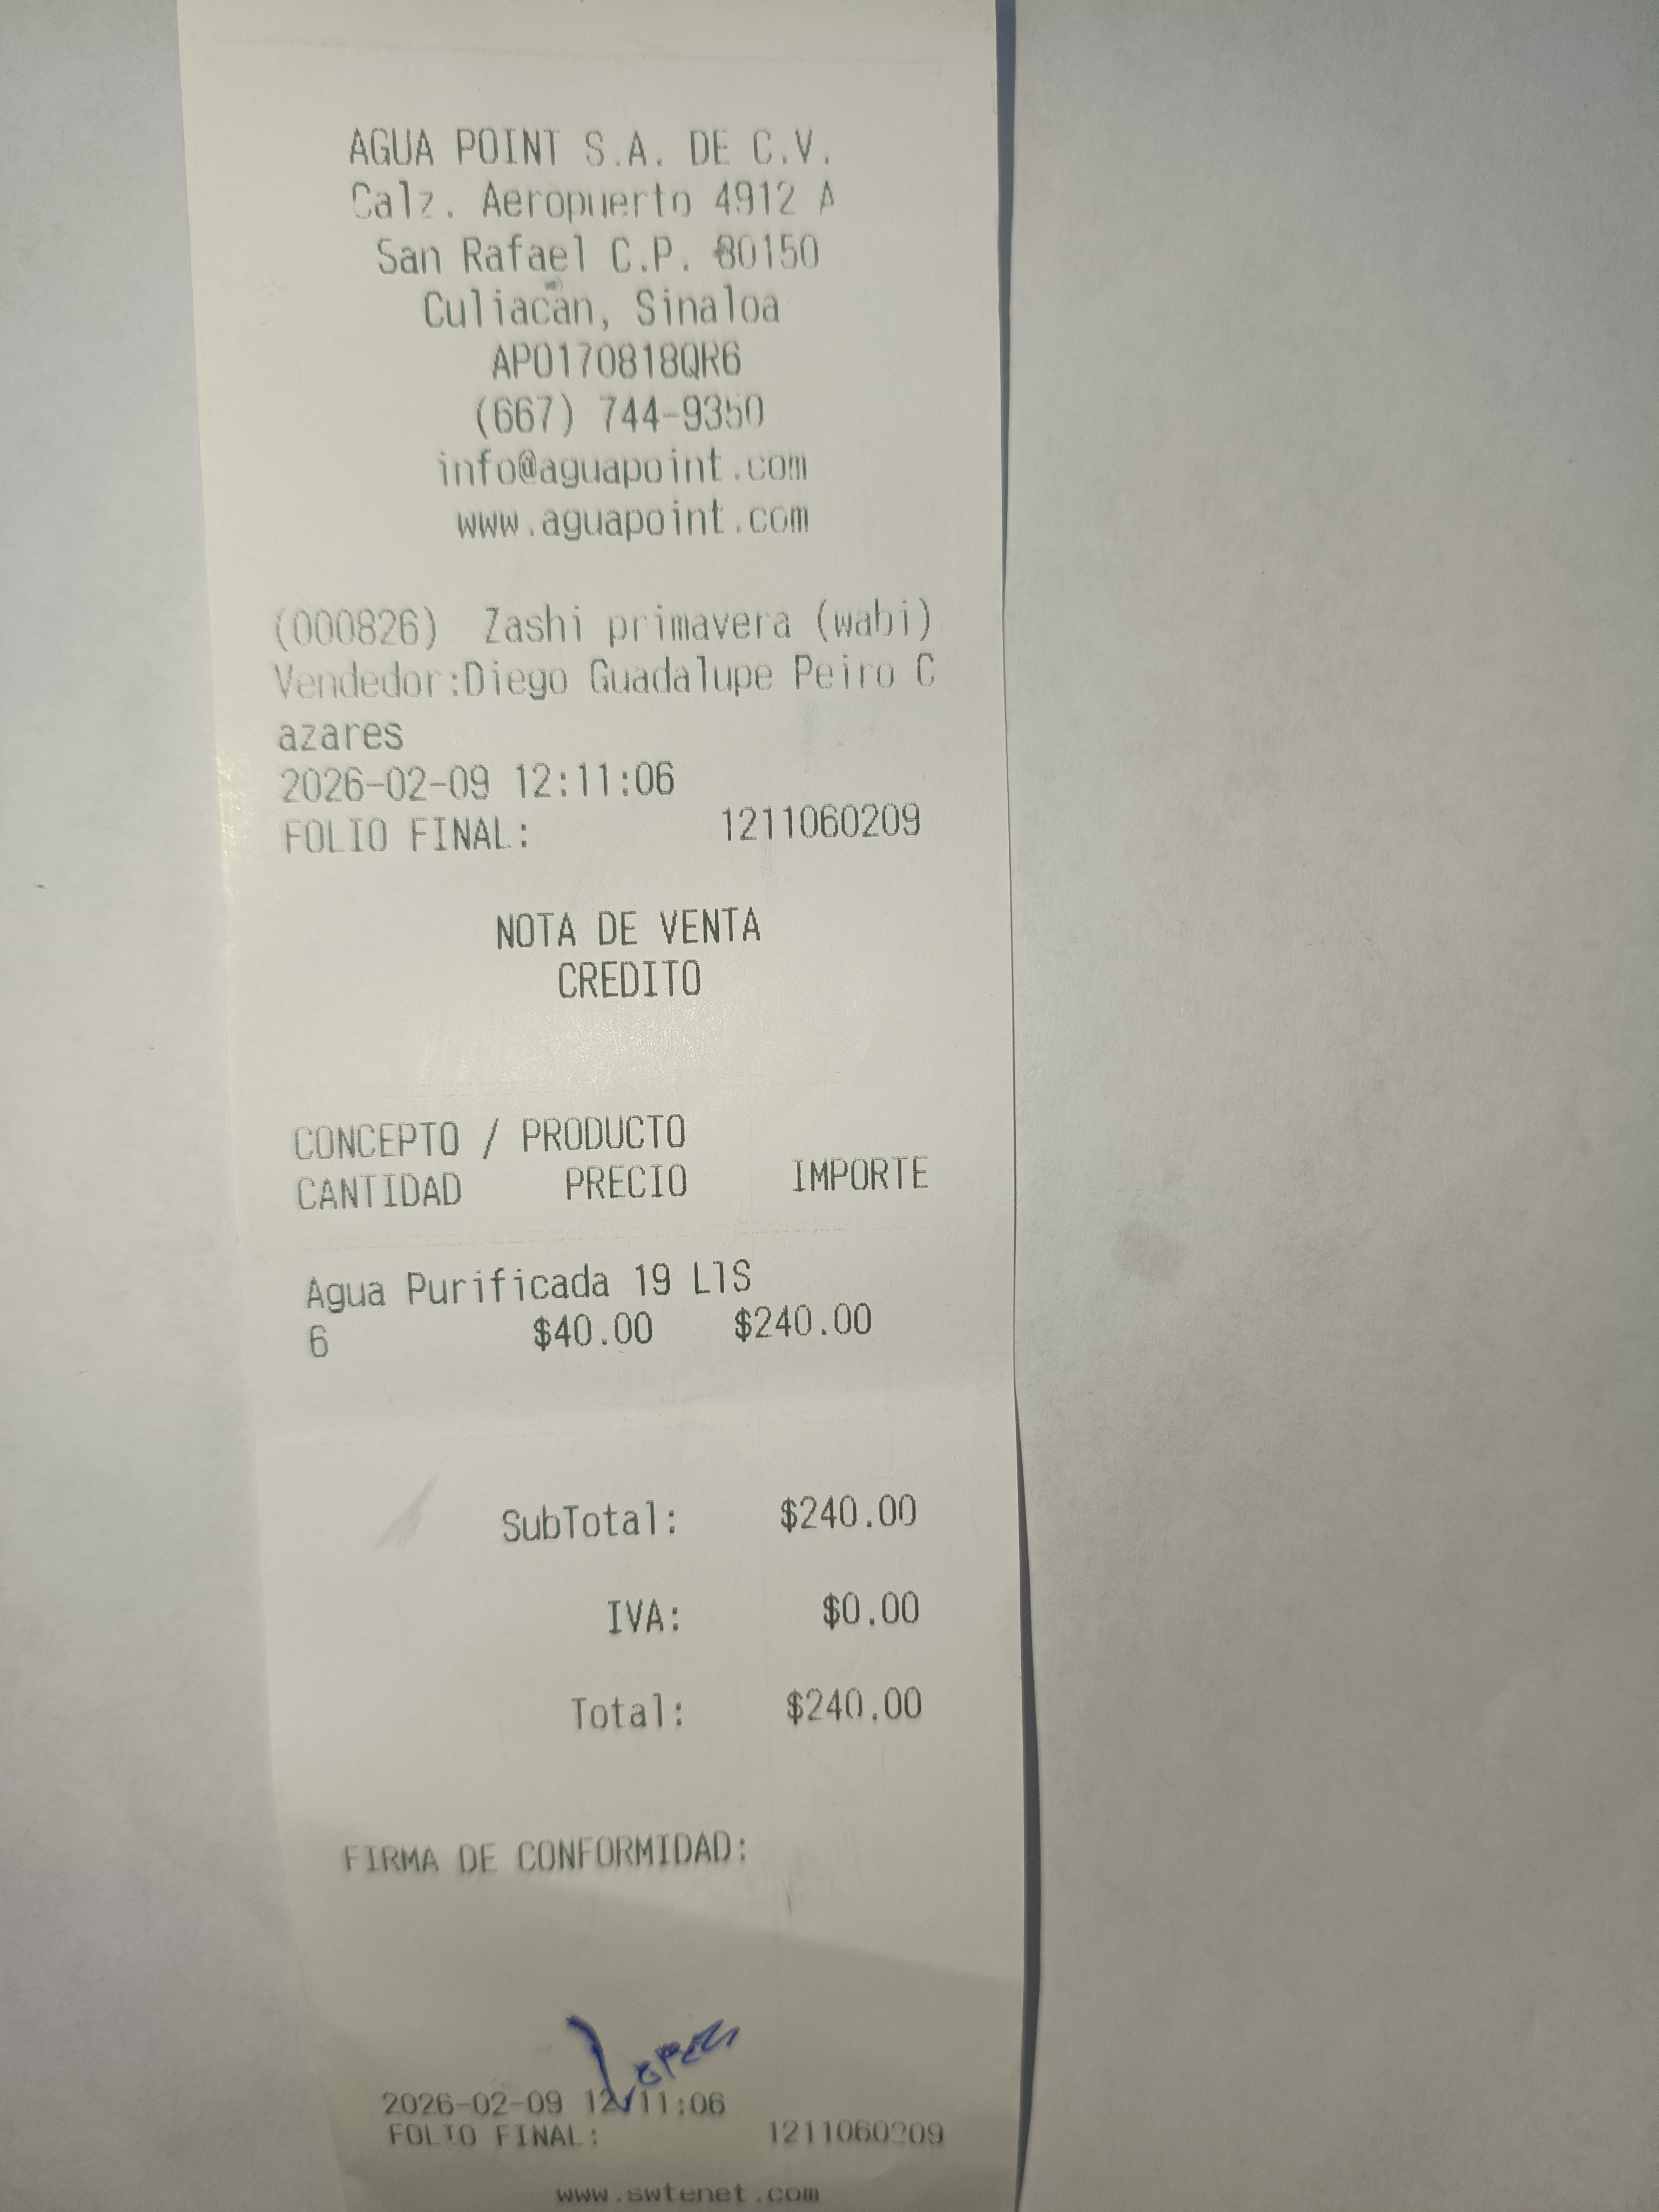 AGUA POINT S.A. DE C.V.
Calz. Aeropuerto 4912 A
San Rafael C.P. 80150
Culiacán, Sinaloa
APO170818QR6
(667) 744-9350
info@aguapoint.com
www.aguapoint.com
(000826) Zashi primavera (wabi)
Vendedor:Diego Guadalupe Peiro C
azares
2026-02-09 12:11:06
FOLIO FINAL: 1211060209
NOTA DE VENTA
CREDITO
CONCEPTO / PRODUCTO
CANTIDAD PRECIO IMPORTE
Agua Purificada 19 LTS
6 $40.00 $240.00
SubTotal: $240.00
IVA: $0.00
Total: $240.00
FIRMA DE CONFORMIDAD:
Lopez
2026-02-09 12:11:06
FOLIO FINAL: 1211060209
www.swtenet.com